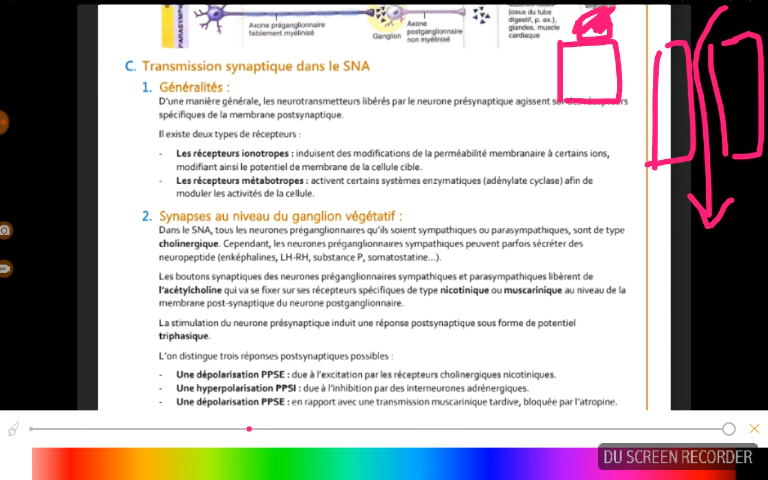 PARASYMP
Axone préganglionnaire
faiblement myélinisé
Ganglion
Axone
postganglionnaire
non myélinisé
(ceux du tube
digestif, p. ex.),
glandes, muscle
cardiaque
C. Transmission synaptique dans le SNA
1. Généralités :
D'une manière générale, les neurotransmetteurs libérés par le neurone présynaptique agissent sur des récepteurs
spécifiques de la membrane postsynaptique.
Il existe deux types de récepteurs :
- Les récepteurs ionotropes : induisent des modifications de la perméabilité membranaire à certains ions,
modifiant ainsi le potentiel de membrane de la cellule cible.
- Les récepteurs métabotropes : activent certains systèmes enzymatiques (adénylate cyclase) afin de
moduler les activités de la cellule.
2. Synapses au niveau du ganglion végétatif :
Dans le SNA, tous les neurones préganglionnaires qu'ils soient sympathiques ou parasympathiques, sont de type
cholinergique. Cependant, les neurones préganglionnaires sympathiques peuvent parfois sécréter des
neuropeptide (enképhalines, LH-RH, substance P, somatostatine...).
Les boutons synaptiques des neurones préganglionnaires sympathiques et parasympathiques libèrent de
l'acétylcholine qui va se fixer sur ses récepteurs spécifiques de type nicotinique ou muscarinique au niveau de la
membrane post-synaptique du neurone postganglionnaire.
La stimulation du neurone présynaptique induit une réponse postsynaptique sous forme de potentiel
triphasique.
L'on distingue trois réponses postsynaptiques possibles :
- Une dépolarisation PPSE : due à l'excitation par les récepteurs cholinergiques nicotiniques.
- Une hyperpolarisation PPSI : due à l'inhibition par des interneurones adrénergiques.
- Une dépolarisation PPSE : en rapport avec une transmission muscarinique tardive, bloquée par l'atropine.
DU SCREEN RECORDER